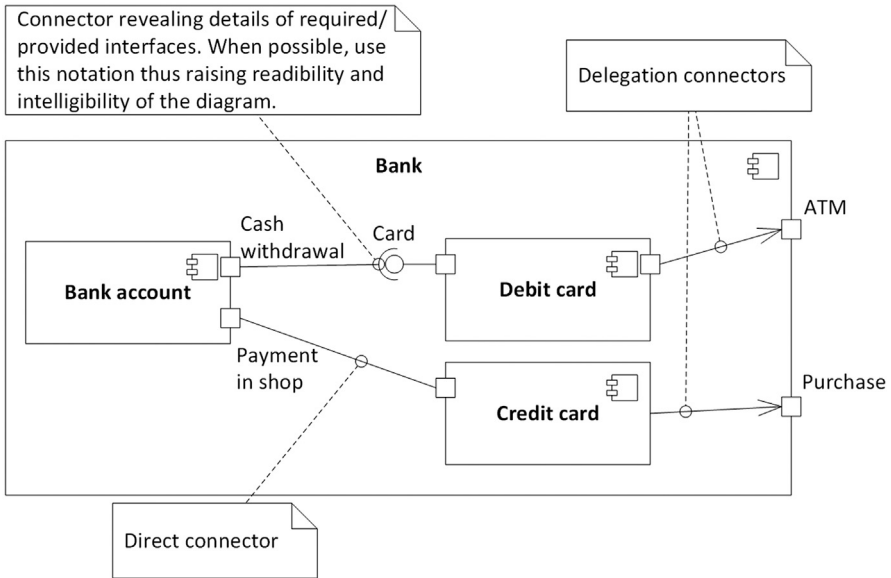 Connector revealing details of required/
provided interfaces. When possible, use
this notation thus raising readibility and
intelligibility of the diagram.
Delegation connectors
Bank
ATM
Cash
withdrawal
Card
Bank account
Debit card
Payment
in shop
Purchase
Credit card
Direct connector